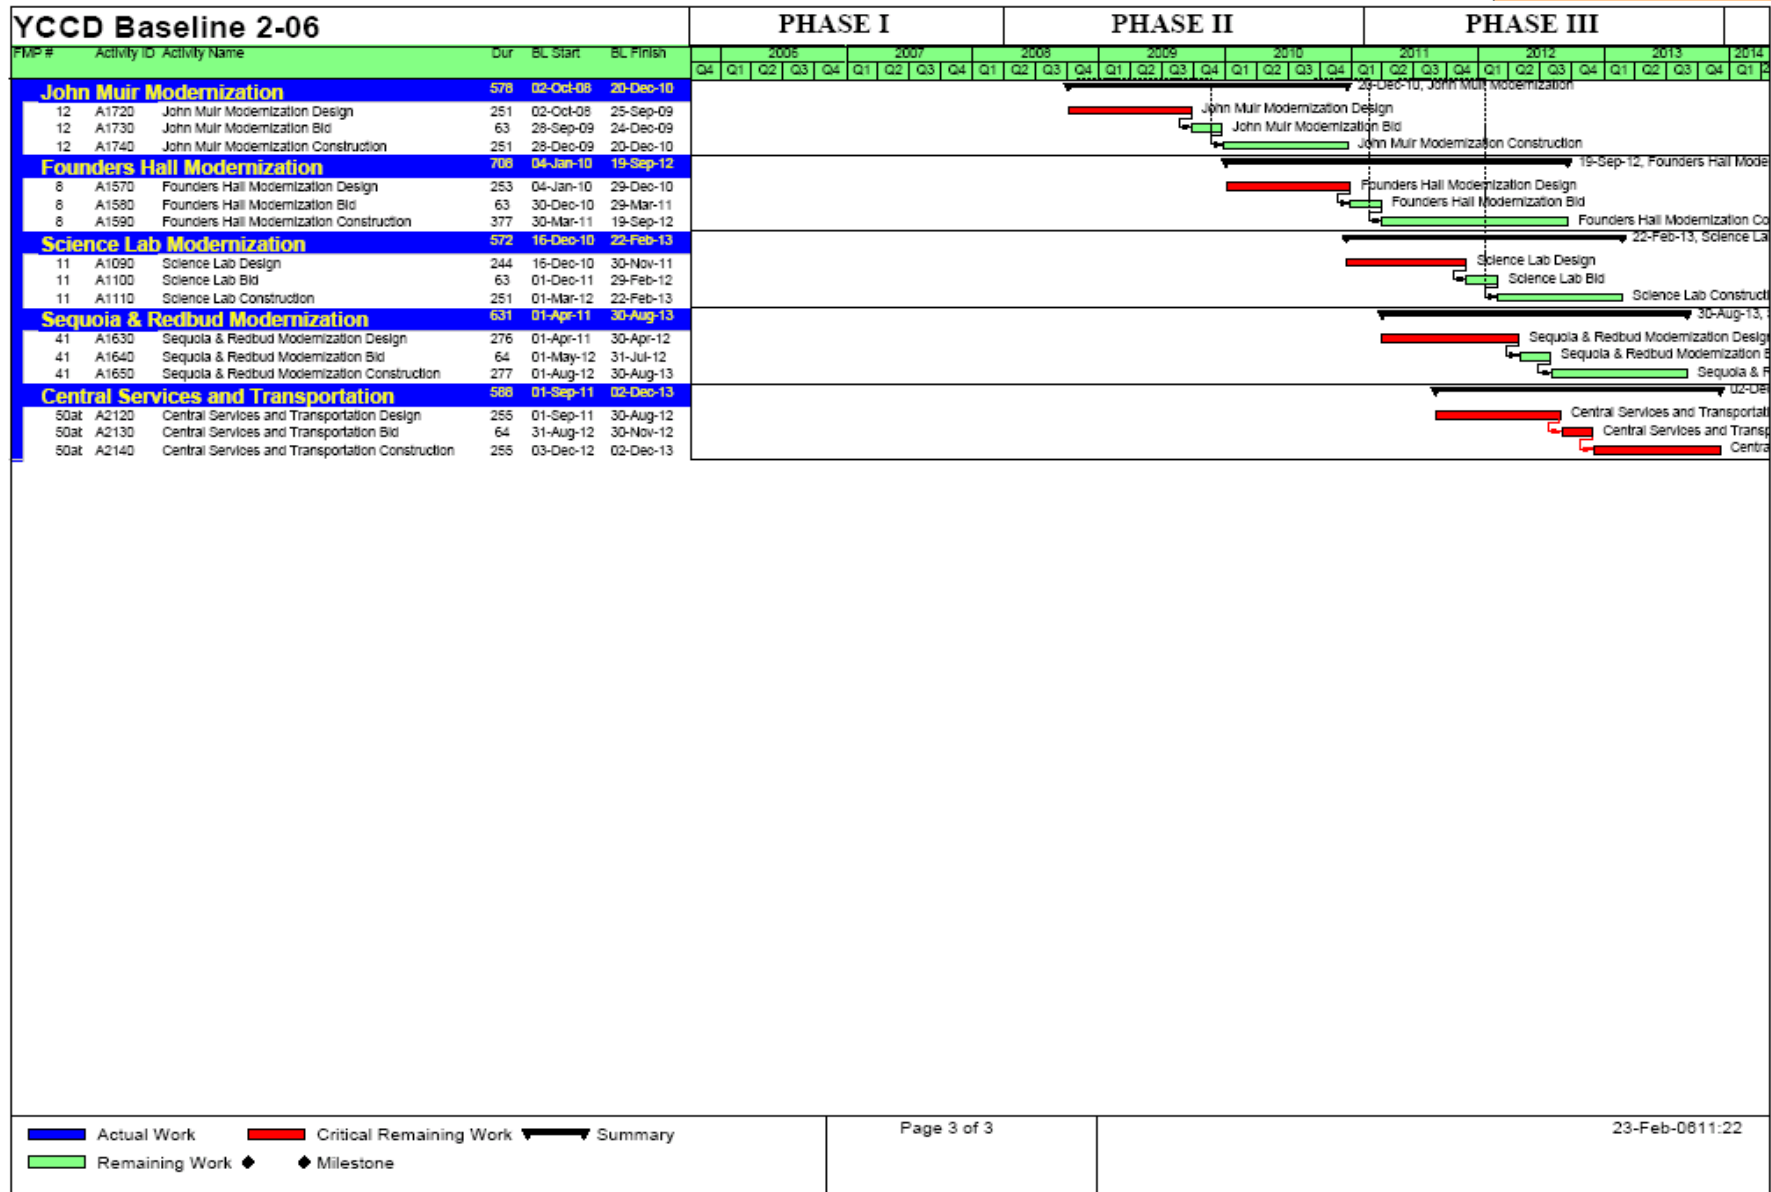 YCCD Baseline 2-06 PHASE I PHASE II PHASE III
FMP # Activity ID Activity Name Dur BL Start BL Finish 2006 2007 2008 2009 2010 2011 2012 2013 2014
Q4 Q1 Q2 Q3 Q4 Q1 Q2 Q3 Q4 Q1 Q2 Q3 Q4 Q1 Q2 Q3 Q4 Q1 Q2 Q3 Q4 Q1 Q2 Q3 Q4 Q1 Q2 Q3 Q4 Q1 Q2 Q3 Q4 Q1
John Muir Modernization 578 02-Oct-08 20-Dec-10 20-Dec-10, John Muir Modernization
12 A1720 John Muir Modernization Design 251 02-Oct-08 25-Sep-09 John Muir Modernization Design
12 A1730 John Muir Modernization Bid 63 28-Sep-09 24-Dec-09 John Muir Modernization Bid
12 A1740 John Muir Modernization Construction 251 28-Dec-09 20-Dec-10 John Muir Modernization Construction
Founders Hall Modernization 708 04-Jan-10 19-Sep-12 19-Sep-12, Founders Hall Mode
8 A1570 Founders Hall Modernization Design 253 04-Jan-10 29-Dec-10 Founders Hall Modernization Design
8 A1580 Founders Hall Modernization Bid 63 30-Dec-10 29-Mar-11 Founders Hall Modernization Bid
8 A1590 Founders Hall Modernization Construction 377 30-Mar-11 19-Sep-12 Founders Hall Modernization Co
Science Lab Modernization 572 16-Dec-10 22-Feb-13 22-Feb-13, Science La
11 A1090 Science Lab Design 244 16-Dec-10 30-Nov-11 Science Lab Design
11 A1100 Science Lab Bid 63 01-Dec-11 29-Feb-12 Science Lab Bid
11 A1110 Science Lab Construction 251 01-Mar-12 22-Feb-13 Science Lab Constructi
Sequoia & Redbud Modernization 631 01-Apr-11 30-Aug-13 30-Aug-13,
41 A1630 Sequoia & Redbud Modernization Design 276 01-Apr-11 30-Apr-12 Sequoia & Redbud Modernization Desig
41 A1640 Sequoia & Redbud Modernization Bid 64 01-May-12 31-Jul-12 Sequoia & Redbud Modernization B
41 A1650 Sequoia & Redbud Modernization Construction 277 01-Aug-12 30-Aug-13 Sequoia & R
Central Services and Transportation 588 01-Sep-11 02-Dec-13 02-De
50ab A2120 Central Services and Transportation Design 255 01-Sep-11 30-Aug-12 Central Services and Transportati
50ab A2130 Central Services and Transportation Bid 64 31-Aug-12 30-Nov-12 Central Services and Transp
50ab A2140 Central Services and Transportation Construction 255 03-Dec-12 02-Dec-13 Centra
Actual Work Critical Remaining Work Summary Page 3 of 3 23-Feb-0611:22
Remaining Work Milestone